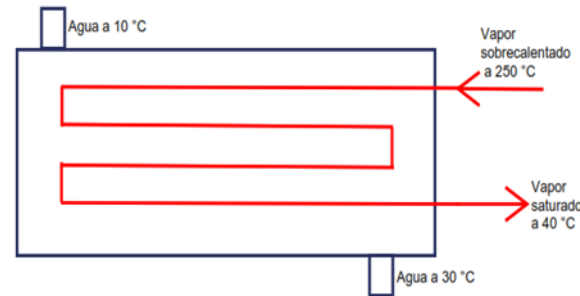 Agua a 10 °C
Vapor
sobrecalentado
a 250 °C
Vapor
saturado
a 40 °C
Agua a 30 °C